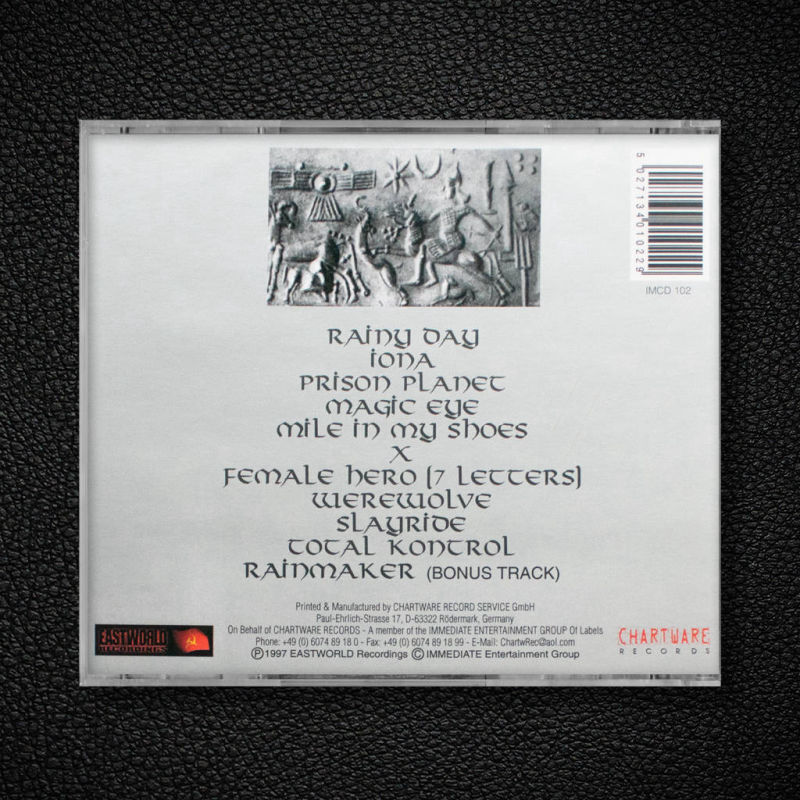 5 027134 010229
IMCD 102
RAINY DAY
IONA
PRISON PLANET
MAGIC EYE
MILE IN MY SHOES
X
FEMALE HERO (7 LETTERS)
WEREWOLVE
SLAYRIDE
TOTAL KONTROL
RAINMAKER (BONUS TRACK)
Printed & Manufactured by CHARTWARE RECORD SERVICE GmbH
Paul-Ehrlich-Strasse 17, D-63322 Rödermark, Germany
On Behalf of CHARTWARE RECORDS - A member of the IMMEDIATE ENTERTAINMENT GROUP Of Labels
Phone: +49 (0) 6074 89 18 0 - Fax: +49 (0) 6074 89 18 99 - E-Mail: ChartwRec@aol.com
Ⓟ1997 EASTWORLD Recordings ©IMMEDIATE Entertainment Group
EASTWORLD
RECORDINGS
CHARTWARE
RECORDS